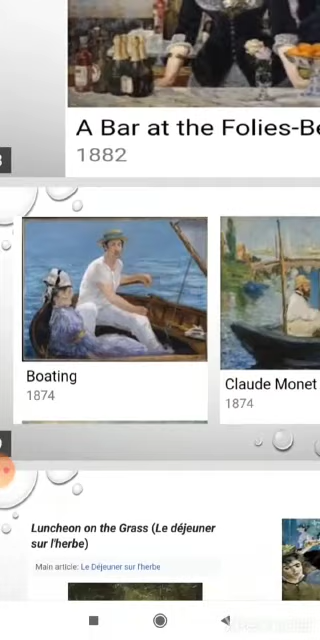 A Bar at the Folies-Be
1882
Boating
1874
Claude Monet
1874
Luncheon on the Grass (Le déjeuner
sur l'herbe)
Main article: Le Déjeuner sur l'herbe